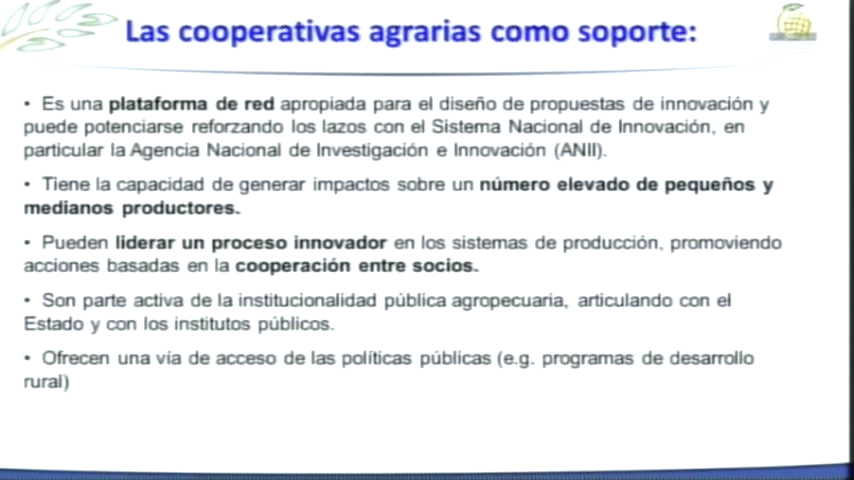 Las cooperativas agrarias como soporte:
• Es una plataforma de red apropiada para el diseño de propuestas de innovación y
puede potenciarse reforzando los lazos con el Sistema Nacional de Innovación, en
particular la Agencia Nacional de Investigación e Innovación (ANII).
• Tiene la capacidad de generar impactos sobre un número elevado de pequeños y
medianos productores.
• Pueden liderar un proceso innovador en los sistemas de producción, promoviendo
acciones basadas en la cooperación entre socios.
• Son parte activa de la institucionalidad pública agropecuaria, articulando con el
Estado y con los institutos públicos.
• Ofrecen una vía de acceso de las políticas públicas (e.g. programas de desarrollo
rural)